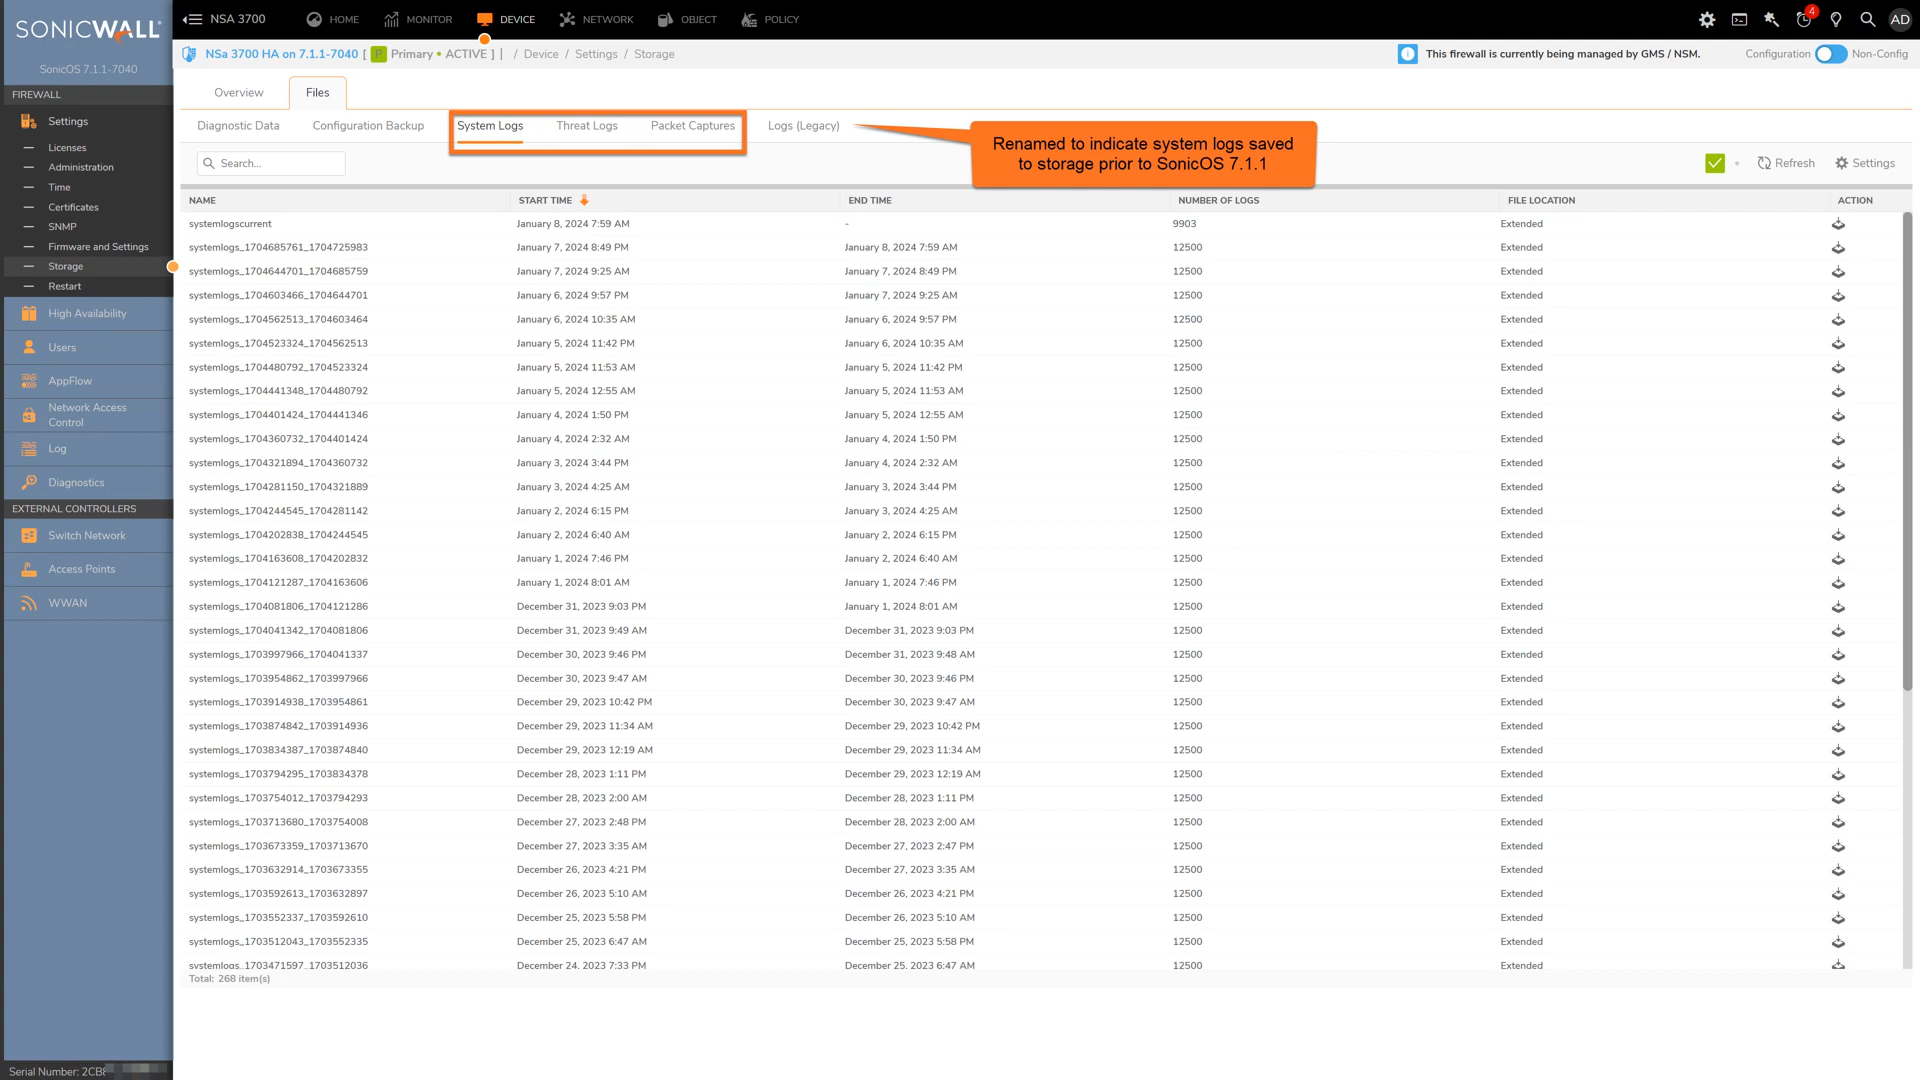 NSA 3700 HOME MONITOR DEVICE NETWORK OBJECT POLICY 4 AD
SONICWALL
SonicOS 7.1.1-7040
NSa 3700 HA on 7.1.1-7040 [ P Primary • ACTIVE ] | / Device / Settings / Storage
This firewall is currently being managed by GMS / NSM. Configuration Non-Config
FIREWALL
Settings
Licenses
Administration
Time
Certificates
SNMP
Firmware and Settings
Storage
Restart
High Availability
Users
AppFlow
Network Access
Control
Log
Diagnostics
EXTERNAL CONTROLLERS
Switch Network
Access Points
WWAN
Serial Number: 2CB8
Overview Files
Diagnostic Data Configuration Backup System Logs Threat Logs Packet Captures Logs (Legacy)
Renamed to indicate system logs saved
to storage prior to SonicOS 7.1.1
Search... Refresh Settings
NAME START TIME END TIME NUMBER OF LOGS FILE LOCATION ACTION
systemlogscurrent January 8, 2024 7:59 AM - 9903 Extended
systemlogs_1704685761_1704725983 January 7, 2024 8:49 PM January 8, 2024 7:59 AM 12500 Extended
systemlogs_1704644701_1704685759 January 7, 2024 9:25 AM January 7, 2024 8:49 PM 12500 Extended
systemlogs_1704603466_1704644701 January 6, 2024 9:57 PM January 7, 2024 9:25 AM 12500 Extended
systemlogs_1704562513_1704603464 January 6, 2024 10:35 AM January 6, 2024 9:57 PM 12500 Extended
systemlogs_1704523324_1704562513 January 5, 2024 11:42 PM January 6, 2024 10:35 AM 12500 Extended
systemlogs_1704480792_1704523324 January 5, 2024 11:53 AM January 5, 2024 11:42 PM 12500 Extended
systemlogs_1704441348_1704480792 January 5, 2024 12:55 AM January 5, 2024 11:53 AM 12500 Extended
systemlogs_1704401424_1704441346 January 4, 2024 1:50 PM January 5, 2024 12:55 AM 12500 Extended
systemlogs_1704360732_1704401424 January 4, 2024 2:32 AM January 4, 2024 1:50 PM 12500 Extended
systemlogs_1704321894_1704360732 January 3, 2024 3:44 PM January 4, 2024 2:32 AM 12500 Extended
systemlogs_1704281150_1704321889 January 3, 2024 4:25 AM January 3, 2024 3:44 PM 12500 Extended
systemlogs_1704244545_1704281142 January 2, 2024 6:15 PM January 3, 2024 4:25 AM 12500 Extended
systemlogs_1704202838_1704244545 January 2, 2024 6:40 AM January 2, 2024 6:15 PM 12500 Extended
systemlogs_1704163608_1704202832 January 1, 2024 7:46 PM January 2, 2024 6:40 AM 12500 Extended
systemlogs_1704121287_1704163606 January 1, 2024 8:01 AM January 1, 2024 7:46 PM 12500 Extended
systemlogs_1704081806_1704121286 December 31, 2023 9:03 PM January 1, 2024 8:01 AM 12500 Extended
systemlogs_1704041342_1704081806 December 31, 2023 9:49 AM December 31, 2023 9:03 PM 12500 Extended
systemlogs_1703997966_1704041337 December 30, 2023 9:46 PM December 31, 2023 9:48 AM 12500 Extended
systemlogs_1703954862_1703997966 December 30, 2023 9:47 AM December 30, 2023 9:46 PM 12500 Extended
systemlogs_1703914938_1703954861 December 29, 2023 10:42 PM December 30, 2023 9:47 AM 12500 Extended
systemlogs_1703874842_1703914936 December 29, 2023 11:34 AM December 29, 2023 10:42 PM 12500 Extended
systemlogs_1703834387_1703874840 December 29, 2023 12:19 AM December 29, 2023 11:34 AM 12500 Extended
systemlogs_1703794295_1703834378 December 28, 2023 1:11 PM December 29, 2023 12:19 AM 12500 Extended
systemlogs_1703754012_1703794293 December 28, 2023 2:00 AM December 28, 2023 1:11 PM 12500 Extended
systemlogs_1703713680_1703754008 December 27, 2023 2:48 PM December 28, 2023 2:00 AM 12500 Extended
systemlogs_1703673359_1703713670 December 27, 2023 3:35 AM December 27, 2023 2:47 PM 12500 Extended
systemlogs_1703632914_1703673355 December 26, 2023 4:21 PM December 27, 2023 3:35 AM 12500 Extended
systemlogs_1703592613_1703632897 December 26, 2023 5:10 AM December 26, 2023 4:21 PM 12500 Extended
systemlogs_1703552337_1703592610 December 25, 2023 5:58 PM December 26, 2023 5:10 AM 12500 Extended
systemlogs_1703512043_1703552335 December 25, 2023 6:47 AM December 25, 2023 5:58 PM 12500 Extended
systemlogs_1703471597_1703512036 December 24, 2023 7:33 PM December 25, 2023 6:47 AM 12500 Extended
Total: 268 item(s)